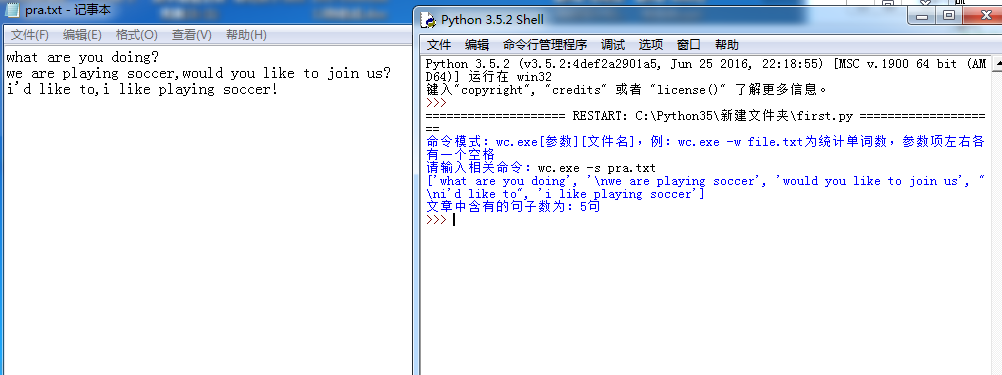 pra.txt - 记事本
文件(F) 编辑(E) 格式(O) 查看(V) 帮助(H)
what are you doing?
we are playing soccer,would you like to join us?
i'd like to,i like playing soccer!
Python 3.5.2 Shell
文件 编辑 命令行管理程序 调试 选项 窗口 帮助
Python 3.5.2 (v3.5.2:4def2a2901a5, Jun 25 2016, 22:18:55) [MSC v.1900 64 bit (AM
D64)] 运行在 win32
键入"copyright", "credits" 或者 "license()" 了解更多信息。
>>>
==================== RESTART: C:\Python35\新建文件夹\first.py ===================
==
命令模式：wc.exe[参数][文件名]，例：wc.exe -w file.txt为统计单词数，参数项左右各
有一个空格
请输入相关命令：wc.exe -s pra.txt
['what are you doing', '\nwe are playing soccer', 'would you like to join us', "
\ni'd like to", 'i like playing soccer']
文章中含有的句子数为：5句
>>>